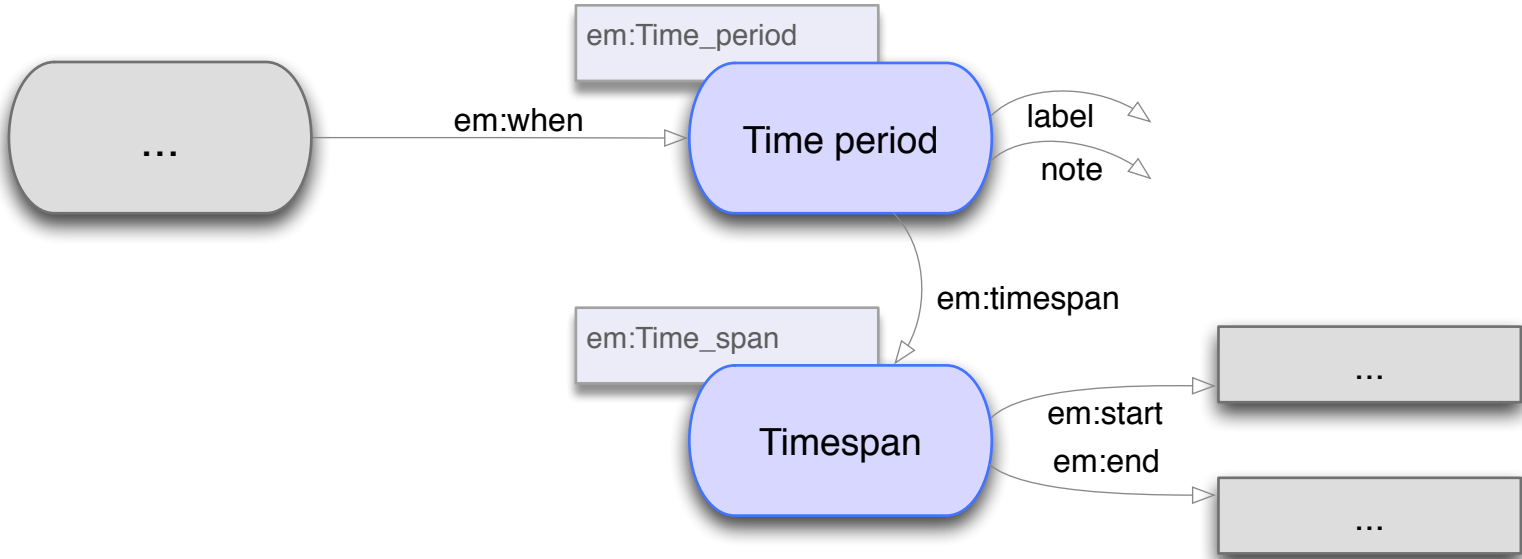 em:Time_period
...
em:when
Time period
label
note
em:timespan
em:Time_span
Timespan
em:start
em:end
...
...